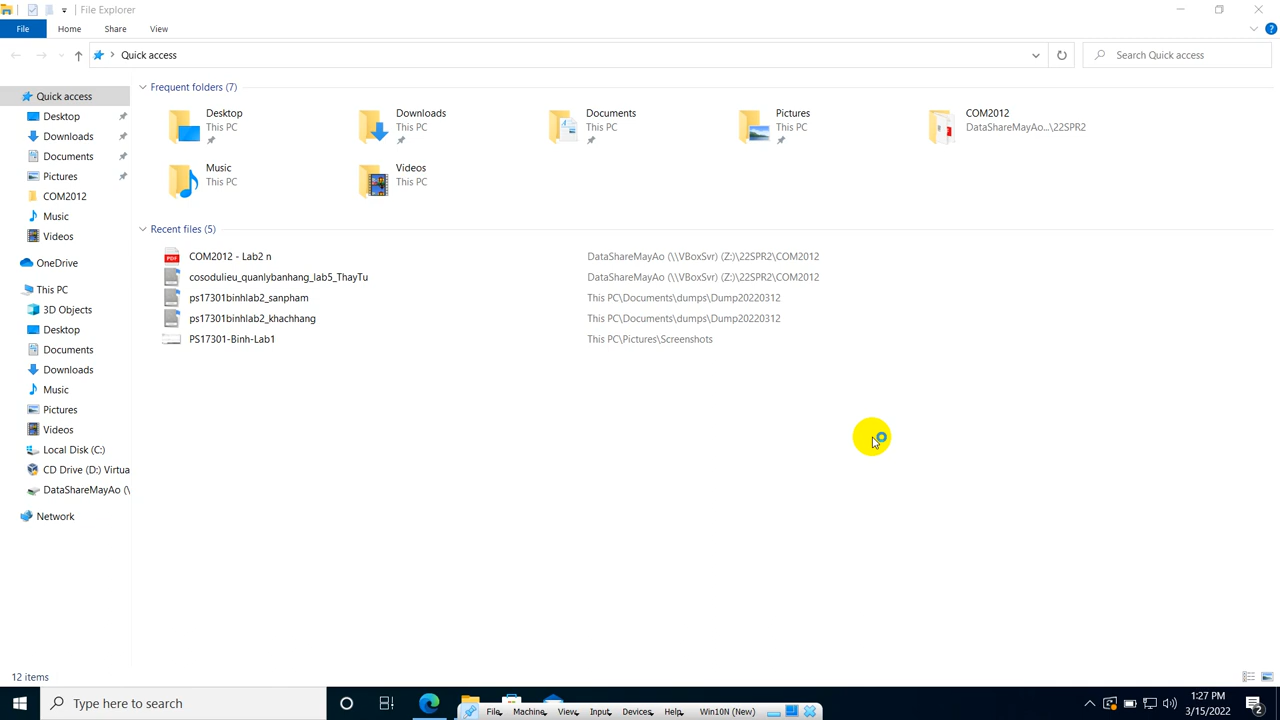 File Explorer
File Home Share View
Quick access
Search Quick access
Quick access
Desktop
Downloads
Documents
Pictures
COM2012
Music
Videos
OneDrive
This PC
3D Objects
Desktop
Documents
Downloads
Music
Pictures
Videos
Local Disk (C:)
CD Drive (D:) Virtua
DataShareMayAo (\
Network
Frequent folders (7)
Desktop
This PC
Downloads
This PC
Documents
This PC
Pictures
This PC
COM2012
DataShareMayAo...\22SPR2
Music
This PC
Videos
This PC
Recent files (5)
COM2012 - Lab2 n DataShareMayAo (\\VBoxSvr) (Z:)\22SPR2\COM2012
cosodulieu_quanlybanhang_lab5_ThayTu DataShareMayAo (\\VBoxSvr) (Z:)\22SPR2\COM2012
ps17301binhlab2_sanpham This PC\Documents\dumps\Dump20220312
ps17301binhlab2_khachhang This PC\Documents\dumps\Dump20220312
PS17301-Binh-Lab1 This PC\Pictures\Screenshots
12 items
Type here to search
File Machine View Input Devices Help Win10N (New)
1:27 PM
3/15/2022
2